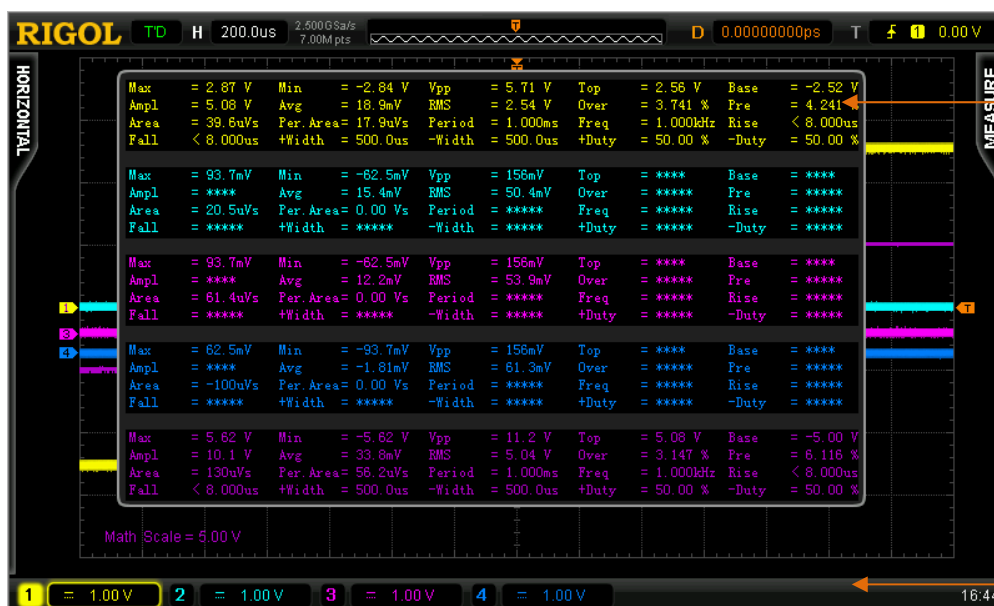 RIGOL T'D H 200.0us 2.500GSa/s 7.00M pts D 0.00000000ps T 1 0.00 V
HORIZONTAL
MEASURE
Max = 2.87 V Min = -2.84 V Vpp = 5.71 V Top = 2.56 V Base = -2.52 V
Ampl = 5.08 V Avg = 18.9mV RMS = 2.54 V Over = 3.741 % Pre = 4.241 %
Area = 39.6uVs Per.Area= 17.9uVs Period = 1.000ms Freq = 1.000kHz Rise < 8.000us
Fall < 8.000us +Width = 500.0us -Width = 500.0us +Duty = 50.00 % -Duty = 50.00 %
Max = 93.7mV Min = -62.5mV Vpp = 156mV Top = **** Base = ****
Ampl = **** Avg = 15.4mV RMS = 50.4mV Over = **** Pre = ****
Area = 20.5uVs Per.Area= 0.00 Vs Period = ***** Freq = ***** Rise = *****
Fall = ***** +Width = ***** -Width = ***** +Duty = ***** -Duty = *****
Max = 93.7mV Min = -62.5mV Vpp = 156mV Top = **** Base = ****
Ampl = **** Avg = 12.2mV RMS = 53.9mV Over = **** Pre = ****
Area = 61.4uVs Per.Area= 0.00 Vs Period = ***** Freq = ***** Rise = *****
Fall = ***** +Width = ***** -Width = ***** +Duty = ***** -Duty = *****
1 T
3
4
Max = 62.5mV Min = -93.7mV Vpp = 156mV Top = **** Base = ****
Ampl = **** Avg = -1.81mV RMS = 61.3mV Over = **** Pre = ****
Area = -100uVs Per.Area= 0.00 Vs Period = ***** Freq = ***** Rise = *****
Fall = ***** +Width = ***** -Width = ***** +Duty = ***** -Duty = *****
Max = 5.62 V Min = -5.62 V Vpp = 11.2 V Top = 5.08 V Base = -5.00 V
Ampl = 10.1 V Avg = 33.8mV RMS = 5.04 V Over = 3.147 % Pre = 6.116 %
Area = 130uVs Per.Area= 56.2uVs Period = 1.000ms Freq = 1.000kHz Rise < 8.000us
Fall < 8.000us +Width = 500.0us -Width = 500.0us +Duty = 50.00 % -Duty = 50.00 %
Math Scale = 5.00 V
1 = 1.00 V 2 = 1.00 V 3 = 1.00 V 4 = 1.00 V 16:44